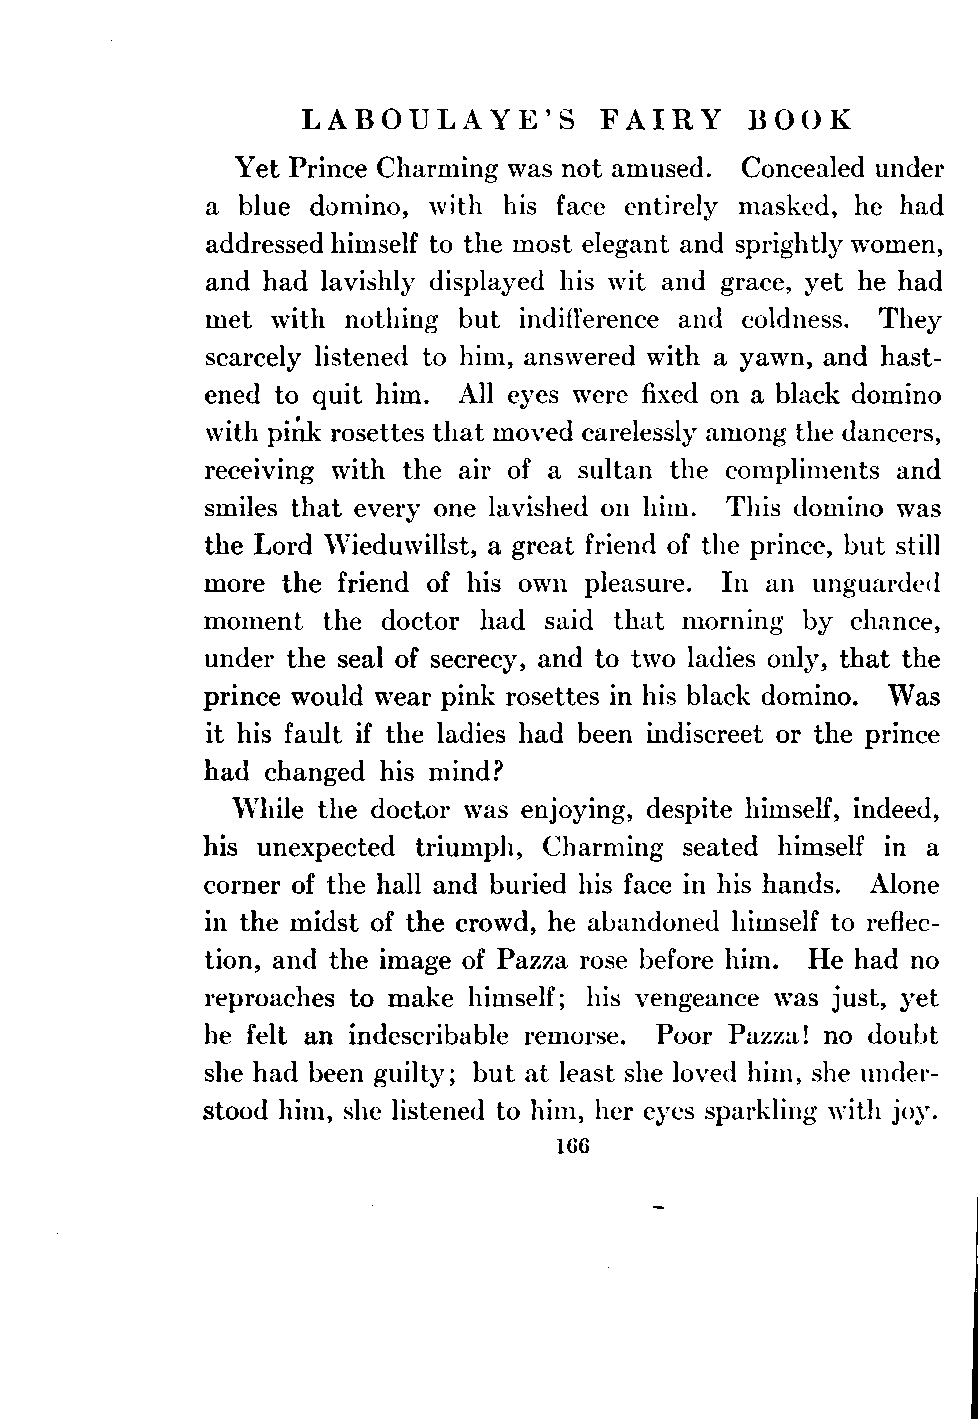 LABOULAYE'S FAIRY BOOK
Yet Prince Charming was not amused. Concealed under
a blue domino, with his face entirely masked, he had
addressed himself to the most elegant and sprightly women,
and had lavishly displayed his wit and grace, yet he had
met with nothing but indifference and coldness. They
scarcely listened to him, answered with a yawn, and hast-
ened to quit him. All eyes were fixed on a black domino
with pink rosettes that moved carelessly among the dancers,
receiving with the air of a sultan the compliments and
smiles that every one lavished on him. This domino was
the Lord Wieduwillst, a great friend of the prince, but still
more the friend of his own pleasure. In an unguarded
moment the doctor had said that morning by chance,
under the seal of secrecy, and to two ladies only, that the
prince would wear pink rosettes in his black domino. Was
it his fault if the ladies had been indiscreet or the prince
had changed his mind?
While the doctor was enjoying, despite himself, indeed,
his unexpected triumph, Charming seated himself in a
corner of the hall and buried his face in his hands. Alone
in the midst of the crowd, he abandoned himself to reflec-
tion, and the image of Pazza rose before him. He had no
reproaches to make himself; his vengeance was just, yet
he felt an indescribable remorse. Poor Pazza! no doubt
she had been guilty; but at least she loved him, she under-
stood him, she listened to him, her eyes sparkling with joy.
166